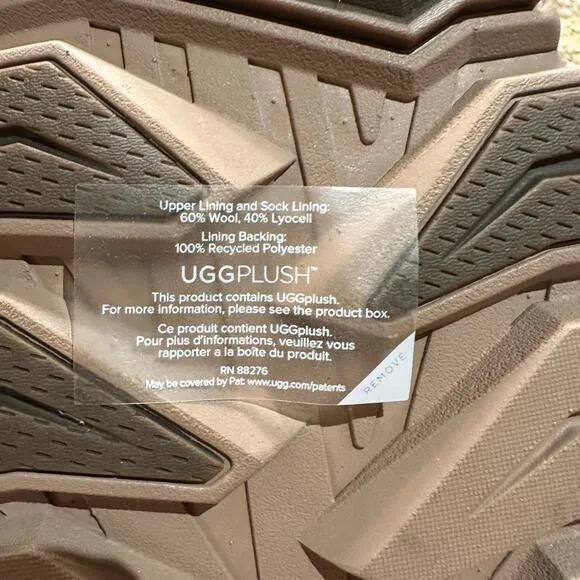 Upper Lining and Sock Lining:
60% Wool, 40% Lyocell
Lining Backing:
100% Recycled Polyester
UGGPLUSH™
This product contains UGGplush.
For more information, please see the product box.
Ce produit contient UGGplush.
Pour plus d'informations, veuillez vous
rapporter a la boîte du produit.
RN 88276
May be covered by Pat: www.ugg.com/patents
REMOVE